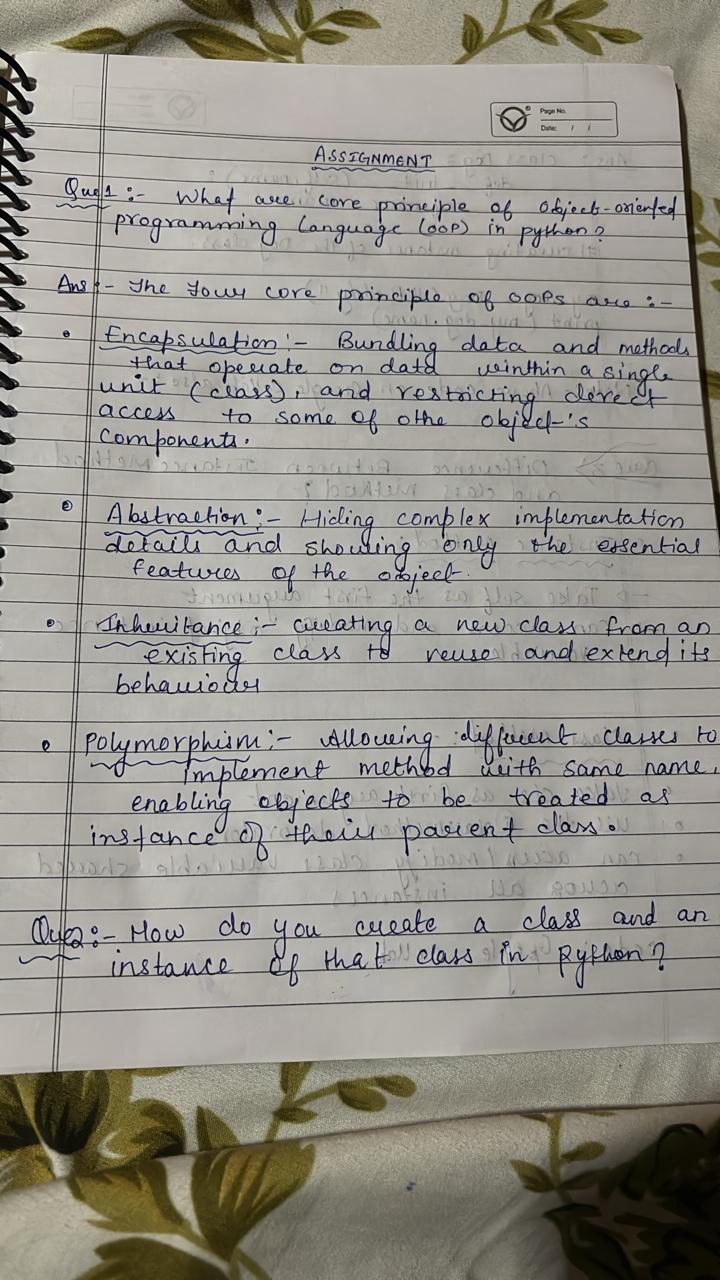 Page No.
Date: / /
ASSIGNMENT
Que1 :- What are core principle of object-oriented
programming Language (OOP) in python?
Ans :- The four core principle of OOPs are :-
• Encapsulation :- Bundling data and methods
that operate on data winthin a single
unit (class), and restricting direct
access to some of othe object's
components.
• Abstraction :- Hiding complex implementation
details and showing only the essential
features of the object.
• Inheritance :- creating a new class from an
existing class to reuse and extend its
behaviour
• Polymorphism :- Allowing different classes to
implement method with same name,
enabling objects to be treated as
instance of their parent class.
Que2 :- How do you create a class and an
instance of that class in python?